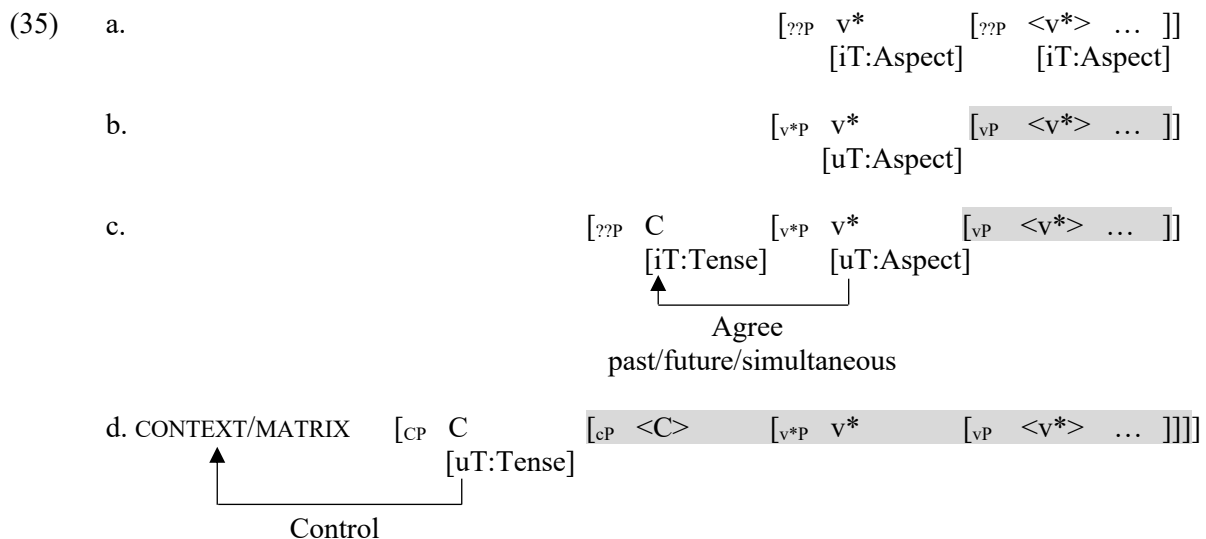 (35) a. [??P v* [??P <v*> … ]]
[iT:Aspect] [iT:Aspect]
b. [v*P v* [vP <v*> … ]]
[uT:Aspect]
c. [??P C [v*P v* [vP <v*> … ]]
[iT:Tense] [uT:Aspect]
Agree
past/future/simultaneous
d. CONTEXT/MATRIX [CP C [cP <C> [v*P v* [vP <v*> … ]]]]
[uT:Tense]
Control